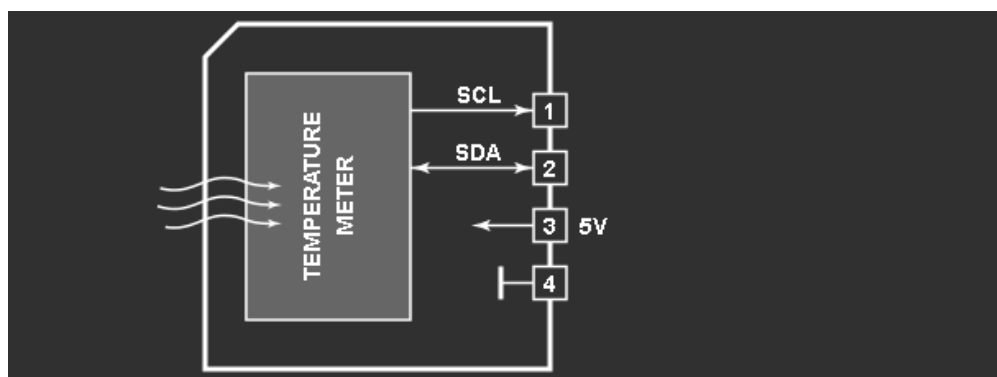 TEMPERATURE
METER
SCL
1
SDA
2
3 5V
4